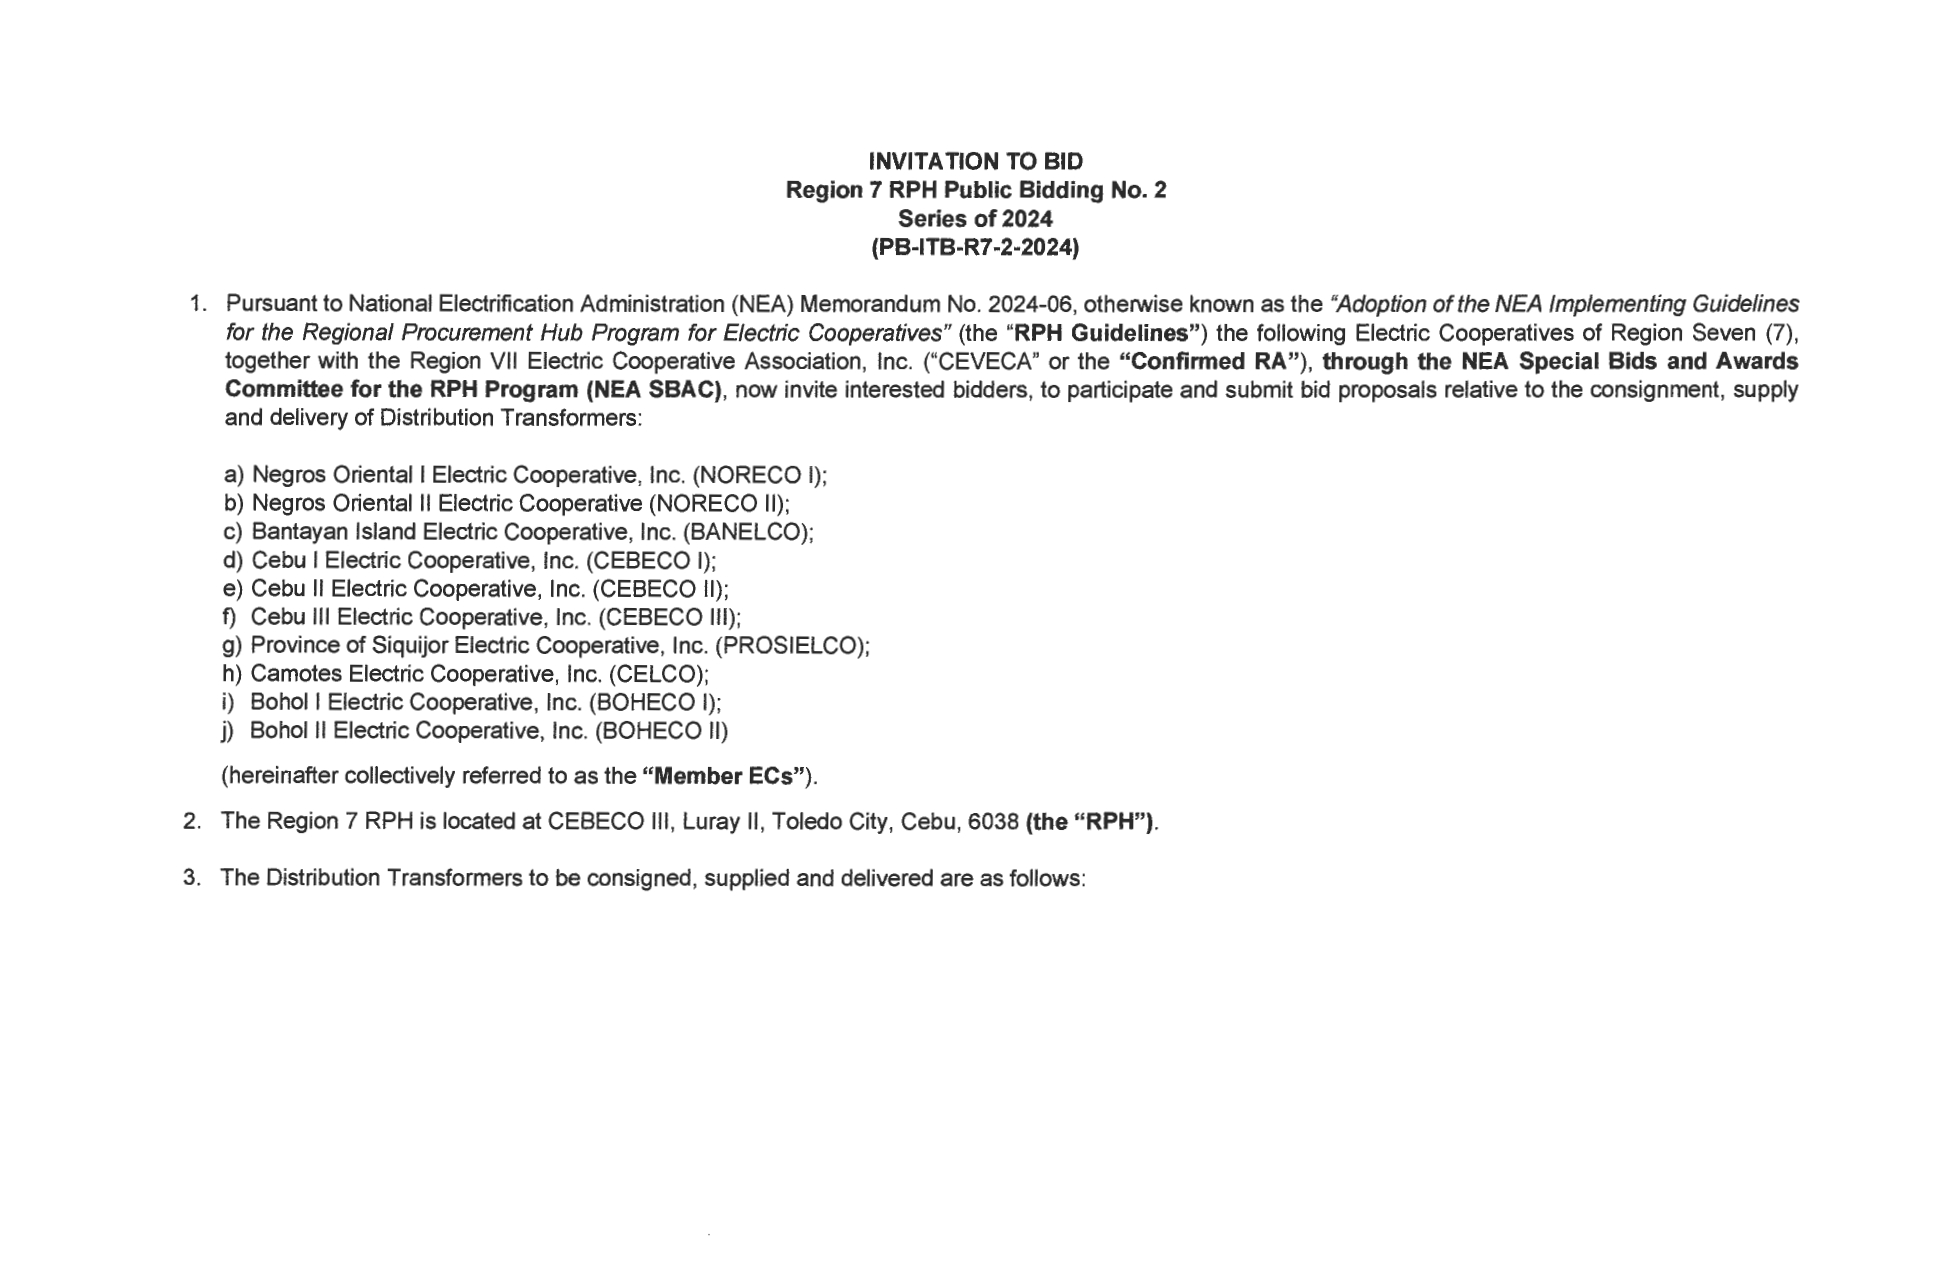 INVITATION TO BID
Region 7 RPH Public Bidding No. 2
Series of 2024
(PB-ITB-R7-2-2024)
1. Pursuant to National Electrification Administration (NEA) Memorandum No. 2024-06, otherwise known as the “Adoption of the NEA Implementing Guidelines
for the Regional Procurement Hub Program for Electric Cooperatives” (the “RPH Guidelines”) the following Electric Cooperatives of Region Seven (7),
together with the Region VII Electric Cooperative Association, Inc. (“CEVECA” or the “Confirmed RA”), through the NEA Special Bids and Awards
Committee for the RPH Program (NEA SBAC), now invite interested bidders, to participate and submit bid proposals relative to the consignment, supply
and delivery of Distribution Transformers:
a) Negros Oriental I Electric Cooperative, Inc. (NORECO I);
b) Negros Oriental II Electric Cooperative (NORECO II);
c) Bantayan Island Electric Cooperative, Inc. (BANELCO);
d) Cebu I Electric Cooperative, Inc. (CEBECO I);
e) Cebu II Electric Cooperative, Inc. (CEBECO II);
f) Cebu III Electric Cooperative, Inc. (CEBECO III);
g) Province of Siquijor Electric Cooperative, Inc. (PROSIELCO);
h) Camotes Electric Cooperative, Inc. (CELCO);
i) Bohol I Electric Cooperative, Inc. (BOHECO I);
j) Bohol II Electric Cooperative, Inc. (BOHECO II)
(hereinafter collectively referred to as the “Member ECs”).
2. The Region 7 RPH is located at CEBECO III, Luray II, Toledo City, Cebu, 6038 (the “RPH”).
3. The Distribution Transformers to be consigned, supplied and delivered are as follows: